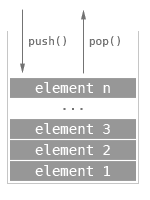 push() pop()
element n
...
element 3
element 2
element 1